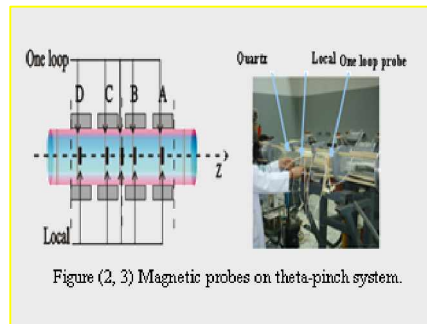 One loop
D C B A
Z
Local
Quartz Local One loop probe
Figure (2, 3) Magnetic probes on theta-pinch system.